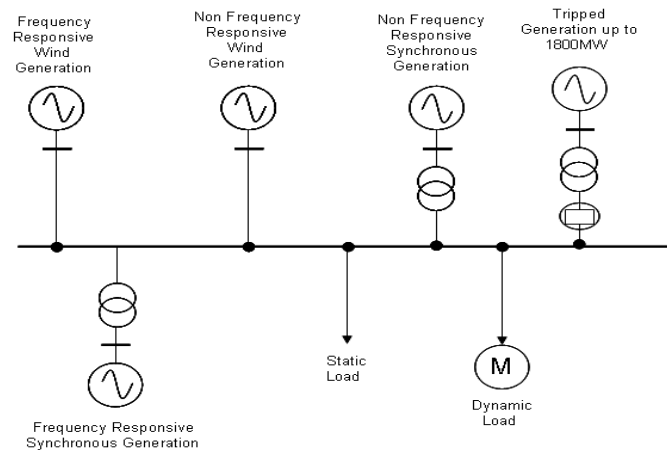 Frequency
Responsive
Wind
Generation
Non Frequency
Responsive
Wind
Generation
Non Frequency
Responsive
Synchronous
Generation
Tripped
Generation up to
1800MW
Static
Load
M
Dynamic
Load
Frequency Responsive
Synchronous Generation